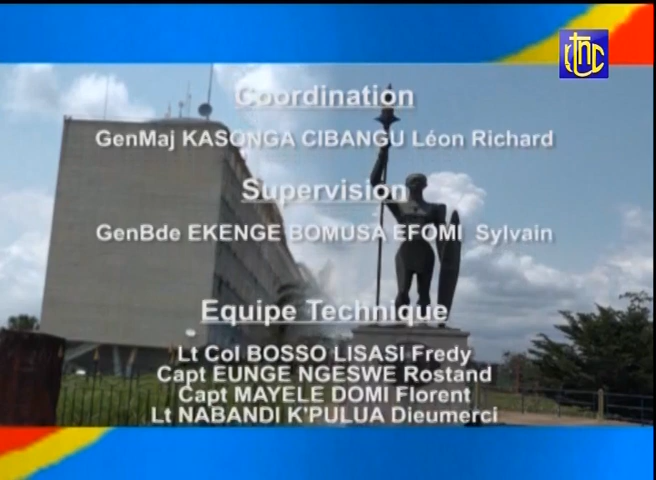 rtnc
Coordination
GenMaj KASONGA CIBANGU Léon Richard
Supervision
GenBde EKENGE BOMUSA EFOMI Sylvain
Equipe Technique
Lt Col BOSSO LISASI Fredy
Capt EUNGE NGESWE Rostand
Capt MAYELE DOMI Florent
Lt NABANDI K'PULUA Dieumerci